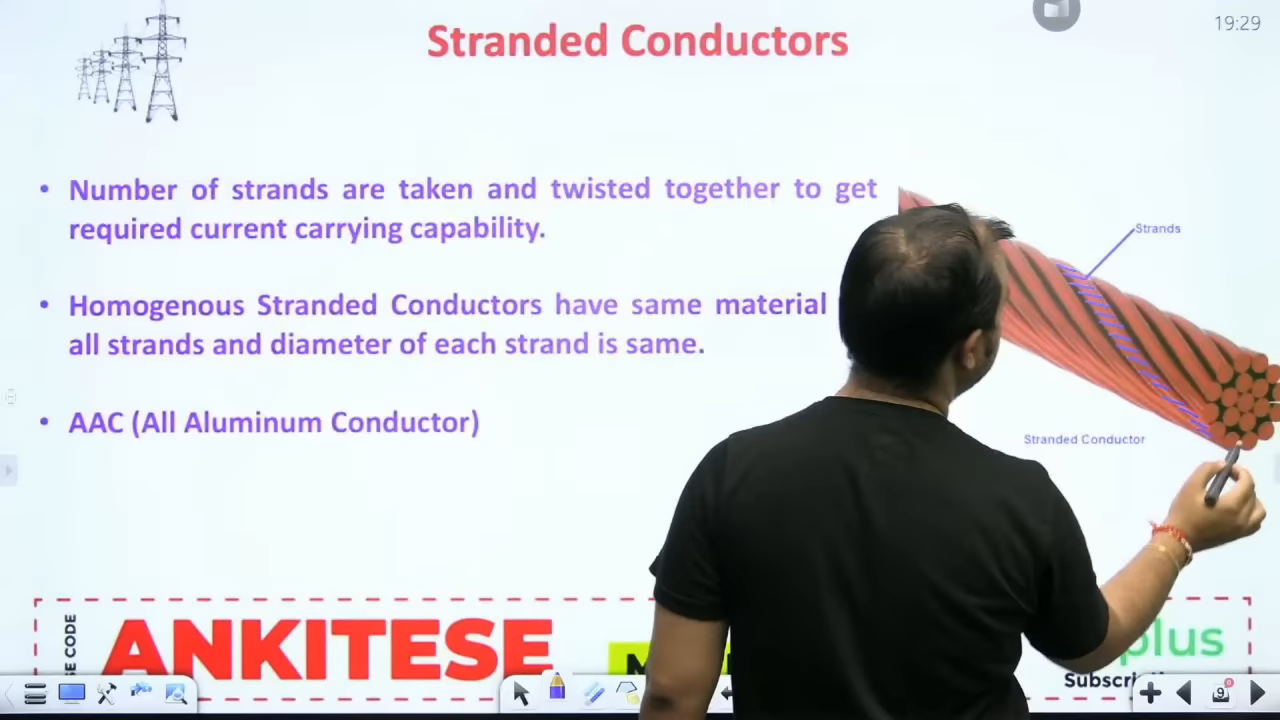 Stranded Conductors
19:29
• Number of strands are taken and twisted together to get
required current carrying capability.
Strands
• Homogenous Stranded Conductors have same material
all strands and diameter of each strand is same.
• AAC (All Aluminum Conductor)
Stranded Conductor
CODE
ANKITESE
plus
9